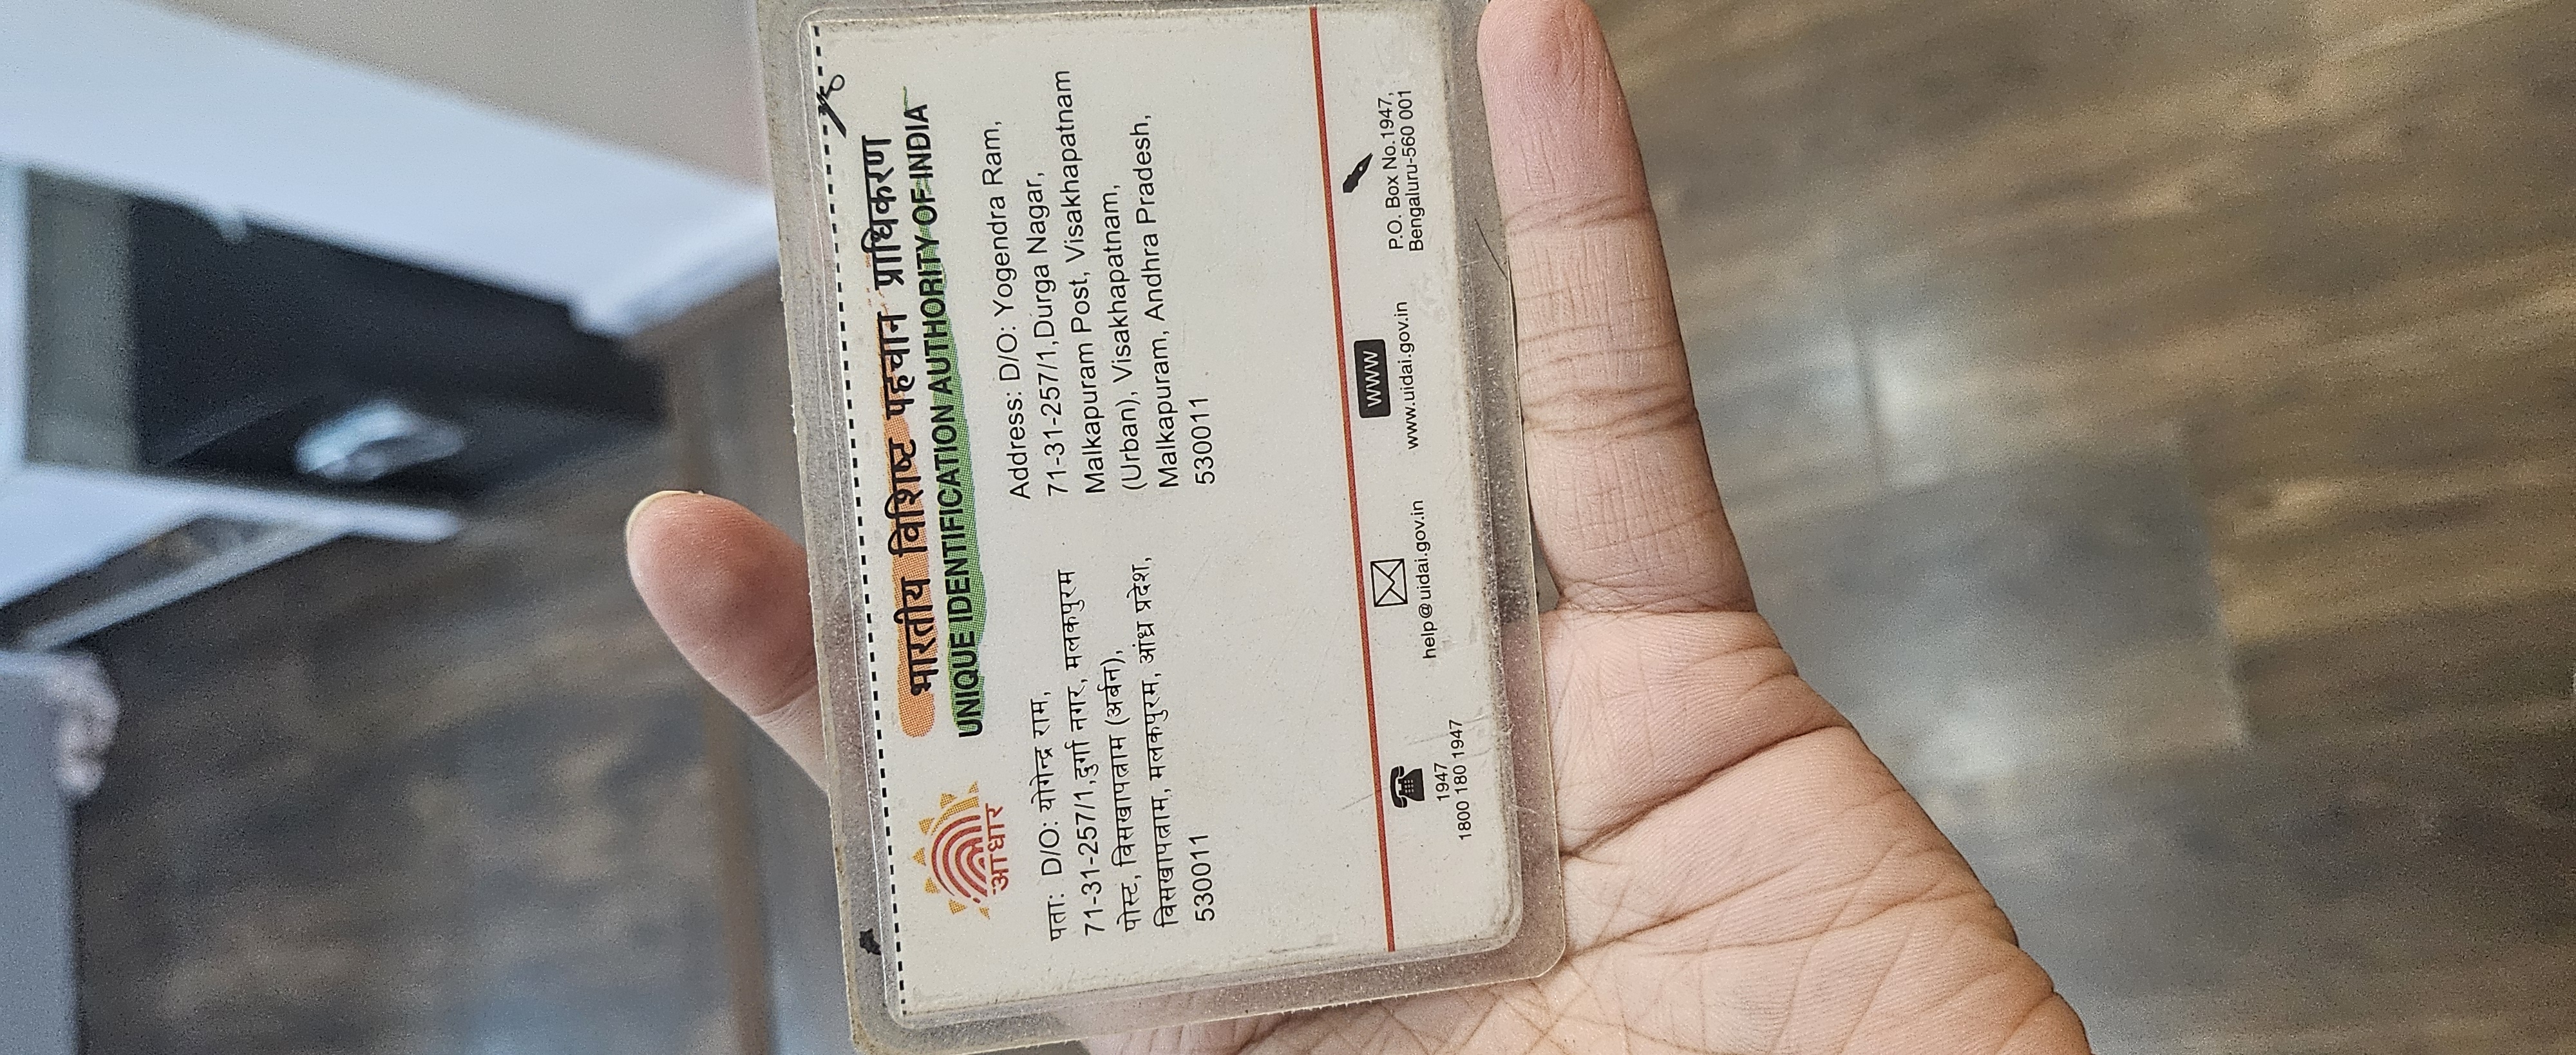 भारतीय विशिष्ट पहचान प्राधिकरण
UNIQUE IDENTIFICATION AUTHORITY OF INDIA
आधार
पता: D/O: योगेन्द्र राम,
71-31-257/1,दुर्गा नगर, मलकपुरम
पोस्ट, विसखापत्नाम (अर्बन),
विसखापत्नाम, मलकपुरम, आंध्र प्रदेश,
530011
Address: D/O: Yogendra Ram,
71-31-257/1,Durga Nagar,
Malkapuram Post, Visakhapatnam
(Urban), Visakhapatnam,
Malkapuram, Andhra Pradesh,
530011
1947
1800 180 1947
help@uidai.gov.in
www
www.uidai.gov.in
P.O. Box No.1947,
Bengaluru-560 001